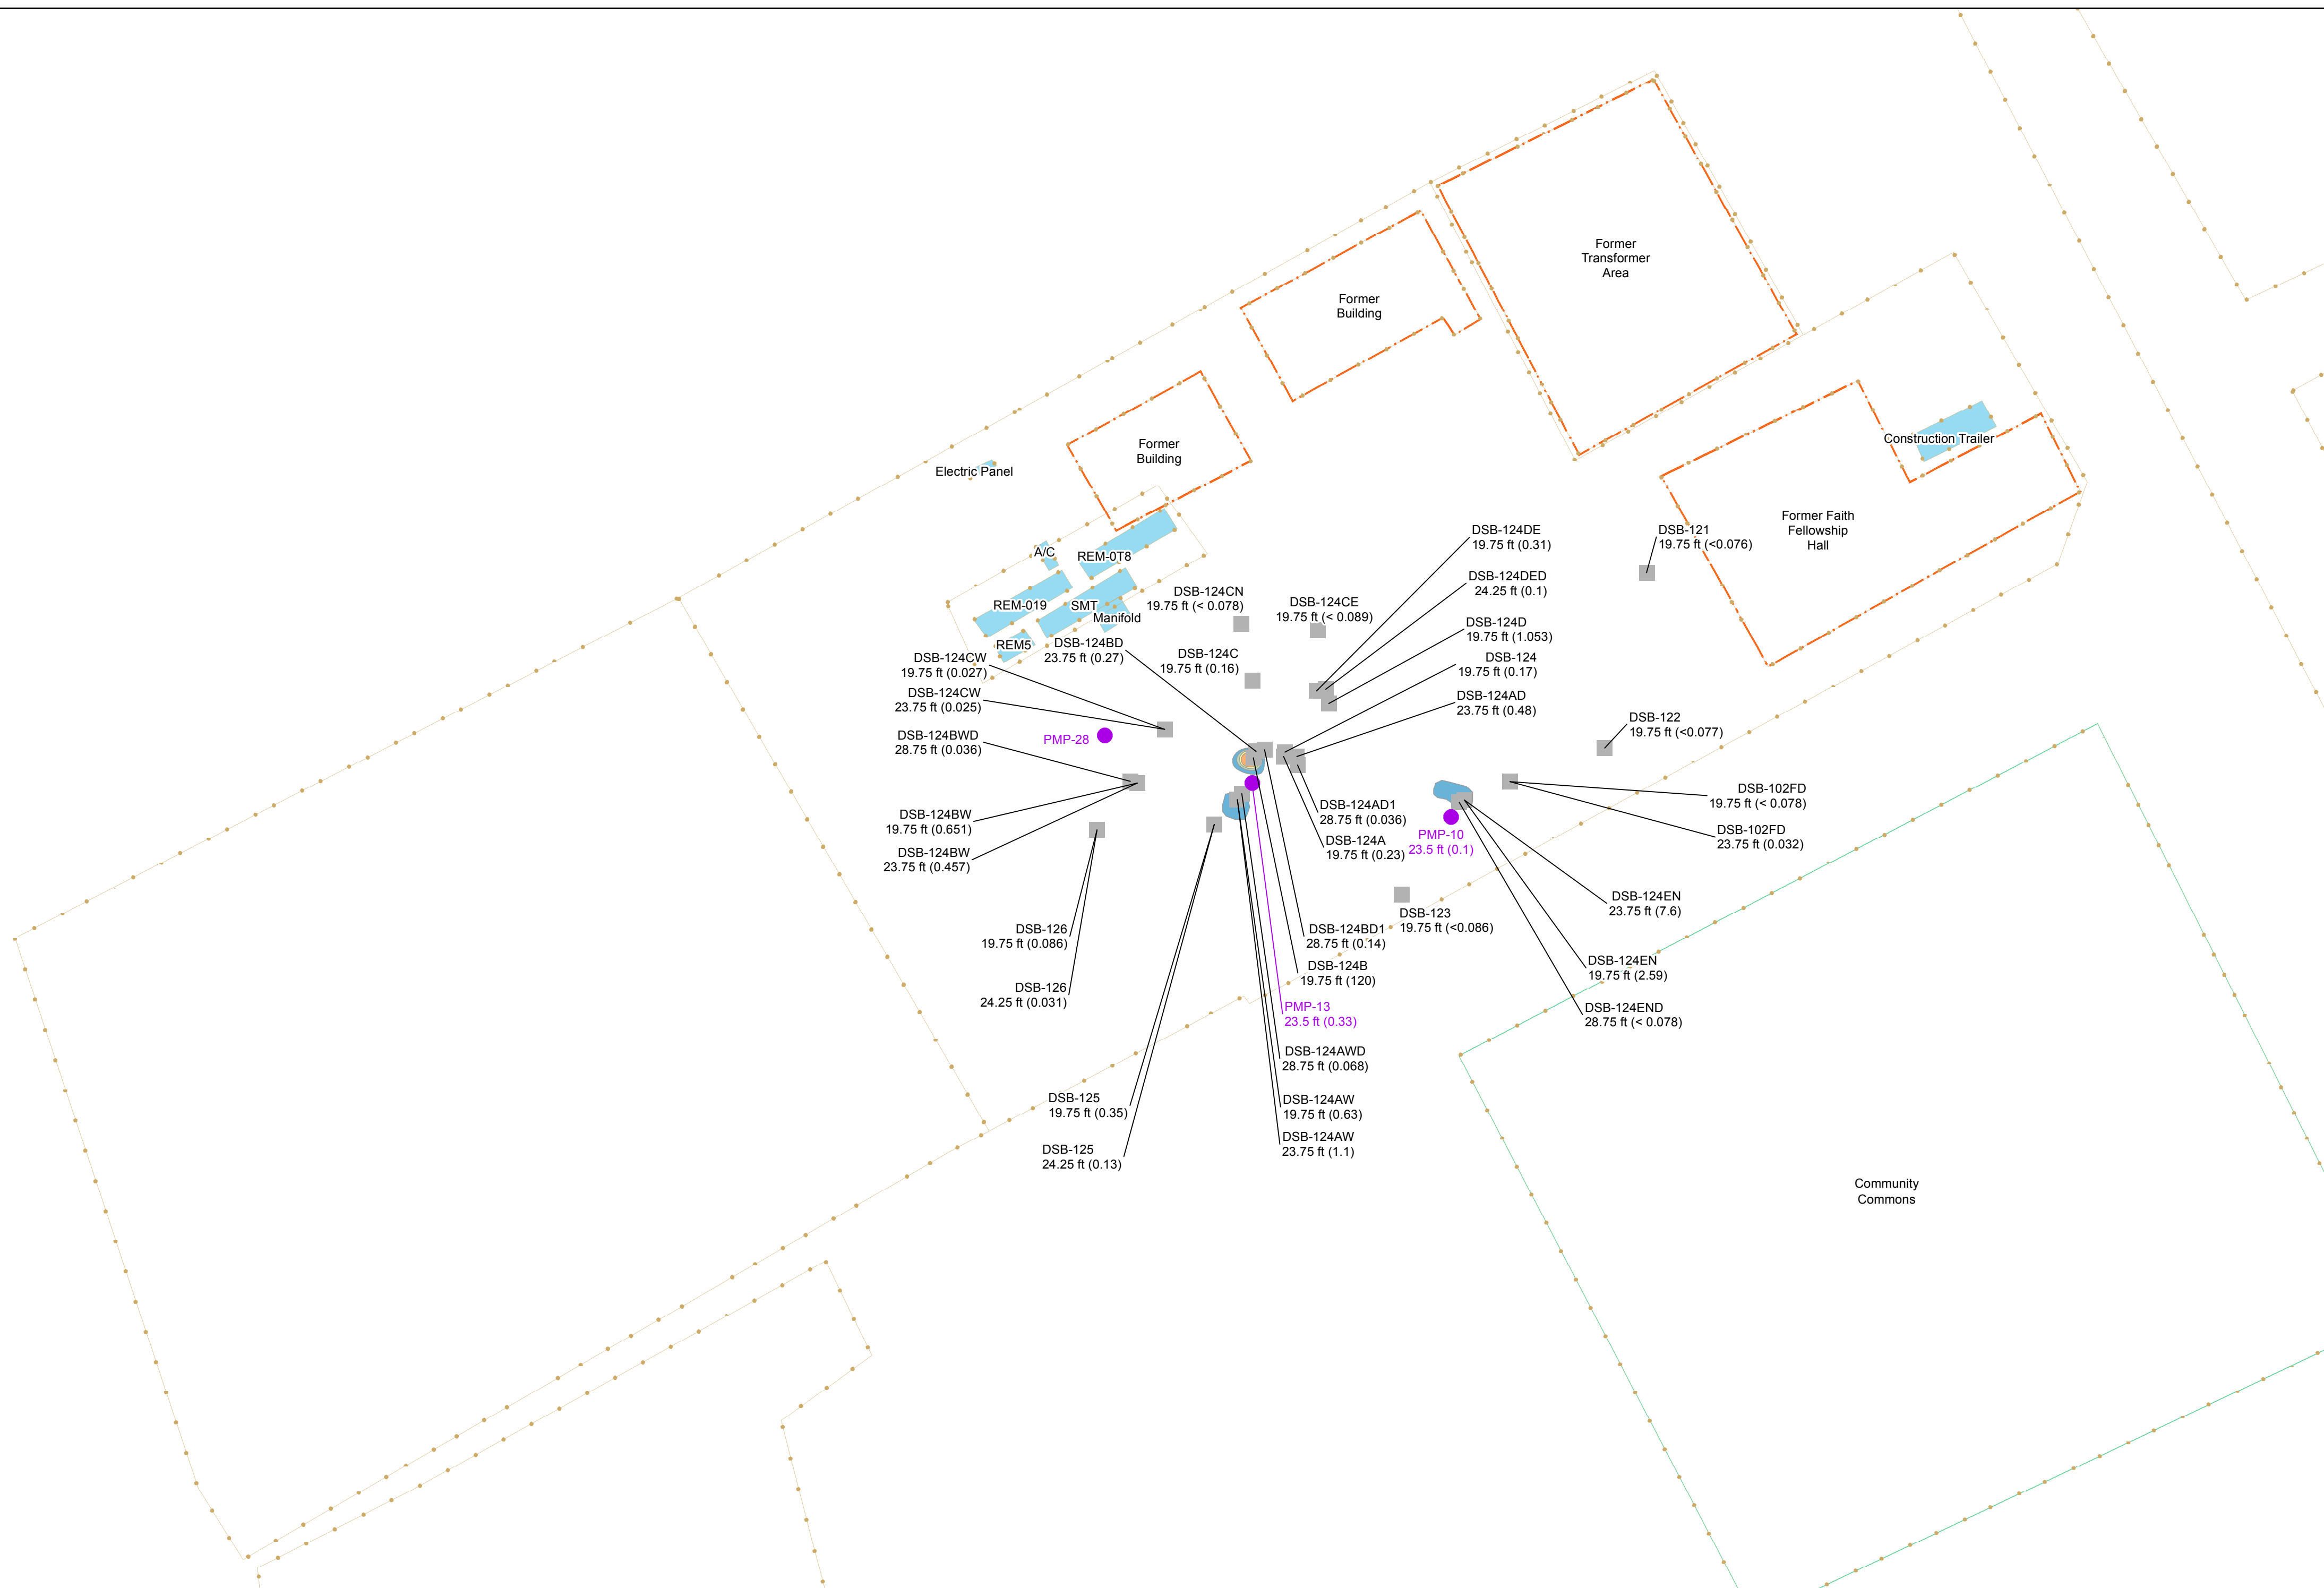 Former
Transformer
Area
Former
Building
Former
Building
Construction Trailer
Electric Panel
Former Faith
Fellowship
Hall
A/C
REM-0T8
REM-019
SMT
Manifold
REM5
DSB-124DE
19.75 ft (0.31)
DSB-121
19.75 ft (<0.076)
DSB-124DED
24.25 ft (0.1)
DSB-124CN
19.75 ft (< 0.078)
DSB-124CE
19.75 ft (< 0.089)
DSB-124D
19.75 ft (1.053)
DSB-124BD
23.75 ft (0.27)
DSB-124C
19.75 ft (0.16)
DSB-124
19.75 ft (0.17)
DSB-124CW
19.75 ft (0.027)
DSB-124CW
23.75 ft (0.025)
DSB-124AD
23.75 ft (0.48)
DSB-122
19.75 ft (<0.077)
DSB-124BWD
28.75 ft (0.036)
PMP-28
DSB-102FD
19.75 ft (< 0.078)
DSB-124BW
19.75 ft (0.651)
DSB-124AD1
28.75 ft (0.036)
DSB-102FD
23.75 ft (0.032)
PMP-10
23.5 ft (0.1)
DSB-124A
19.75 ft (0.23)
DSB-124BW
23.75 ft (0.457)
DSB-124EN
23.75 ft (7.6)
DSB-123
19.75 ft (<0.086)
DSB-126
19.75 ft (0.086)
DSB-124BD1
28.75 ft (0.14)
DSB-124B
19.75 ft (120)
DSB-124EN
19.75 ft (2.59)
DSB-126
24.25 ft (0.031)
PMP-13
23.5 ft (0.33)
DSB-124END
28.75 ft (< 0.078)
DSB-124AWD
28.75 ft (0.068)
DSB-125
19.75 ft (0.35)
DSB-124AW
19.75 ft (0.63)
DSB-124AW
23.75 ft (1.1)
DSB-125
24.25 ft (0.13)
Community
Commons